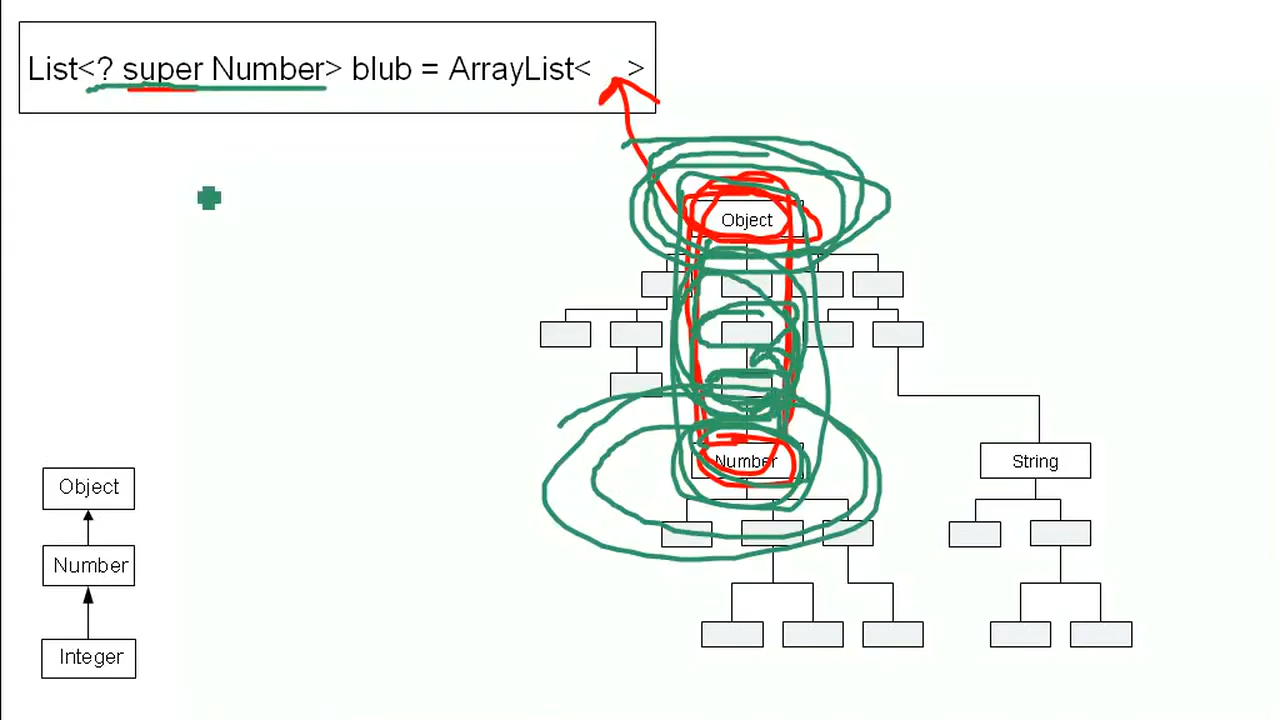 List<? super Number> blub = ArrayList< >
Object
Number
String
Object
Number
Integer